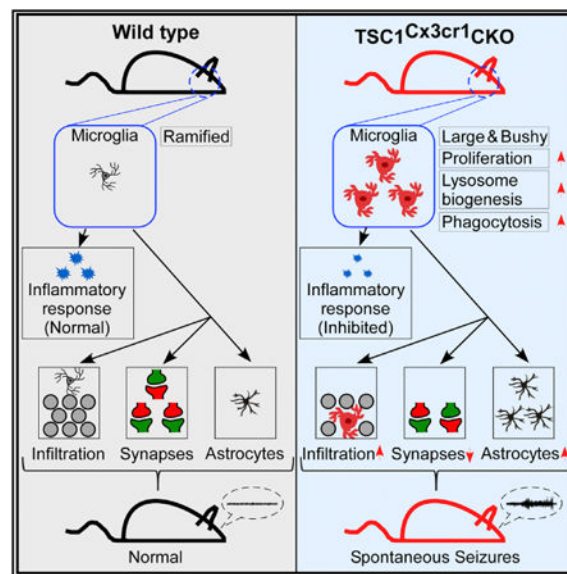 Wild type
Microglia
Ramified
Inflammatory
response
(Normal)
Infiltration
Synapses
Astrocytes
Normal
TSC1Cx3cr1CKO
Microglia
Large & Bushy
Proliferation
Lysosome
biogenesis
Phagocytosis
Inflammatory
response
(Inhibited)
Infiltration
Synapses
Astrocytes
Spontaneous Seizures